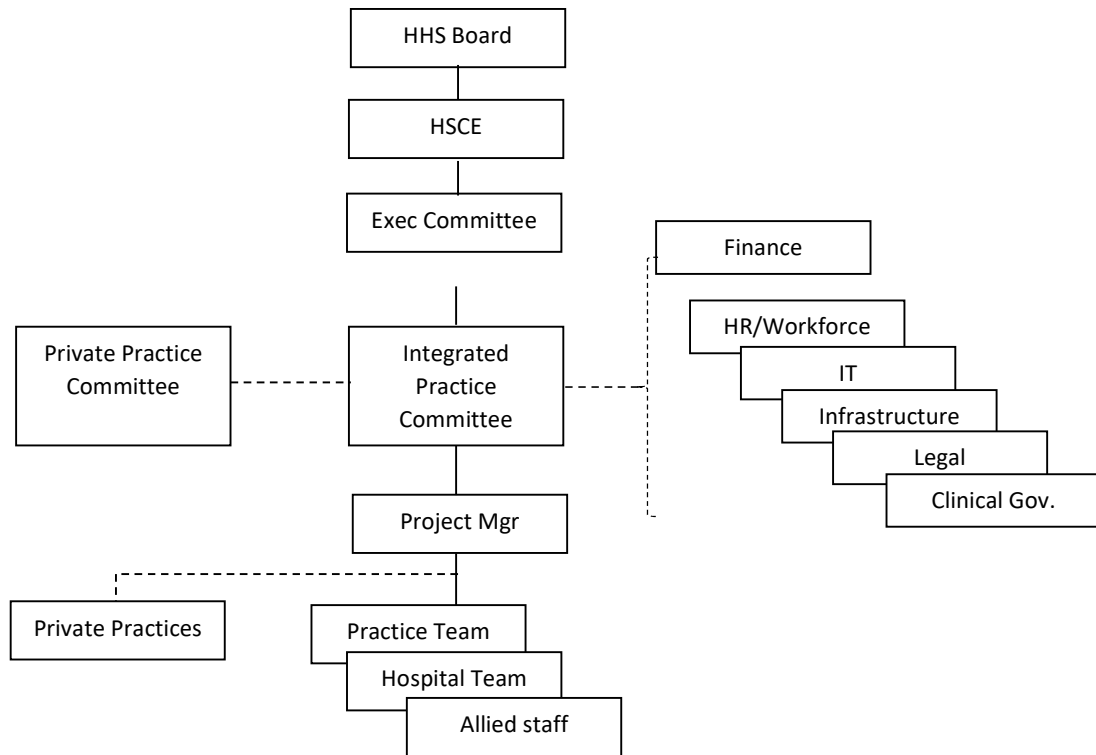 HHS Board
HSCE
Exec Committee
Finance
HR/Workforce
IT
Infrastructure
Legal
Clinical Gov.
Private Practice
Committee
Integrated
Practice
Committee
Project Mgr
Private Practices
Practice Team
Hospital Team
Allied staff